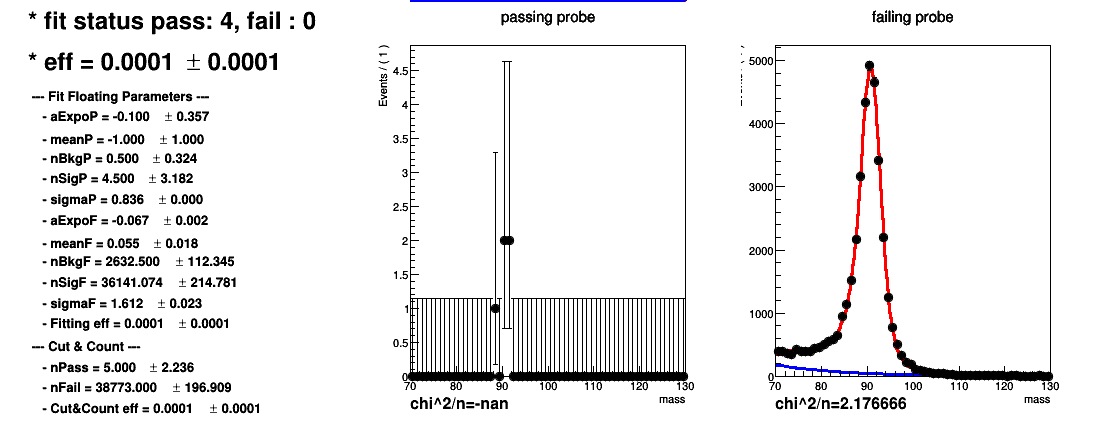 * fit status pass: 4, fail : 0
* eff = 0.0001 ± 0.0001
--- Fit Floating Parameters ---
- aExpoP = -0.100 ± 0.357
- meanP = -1.000 ± 1.000
- nBkgP = 0.500 ± 0.324
- nSigP = 4.500 ± 3.182
- sigmaP = 0.836 ± 0.000
- aExpoF = -0.067 ± 0.002
- meanF = 0.055 ± 0.018
- nBkgF = 2632.500 ± 112.345
- nSigF = 36141.074 ± 214.781
- sigmaF = 1.612 ± 0.023
- Fitting eff = 0.0001 ± 0.0001
--- Cut & Count ---
- nPass = 5.000 ± 2.236
- nFail = 38773.000 ± 196.909
- Cut&Count eff = 0.0001 ± 0.0001
passing probe
Events / ( 1 )
4.5
4
3.5
3
2.5
2
1.5
1
0.5
0
70 80 90 100 110 120 130
mass
chi^2/n=-nan
failing probe
5000
4000
3000
2000
1000
0
70 80 90 100 110 120 130
mass
chi^2/n=2.176666